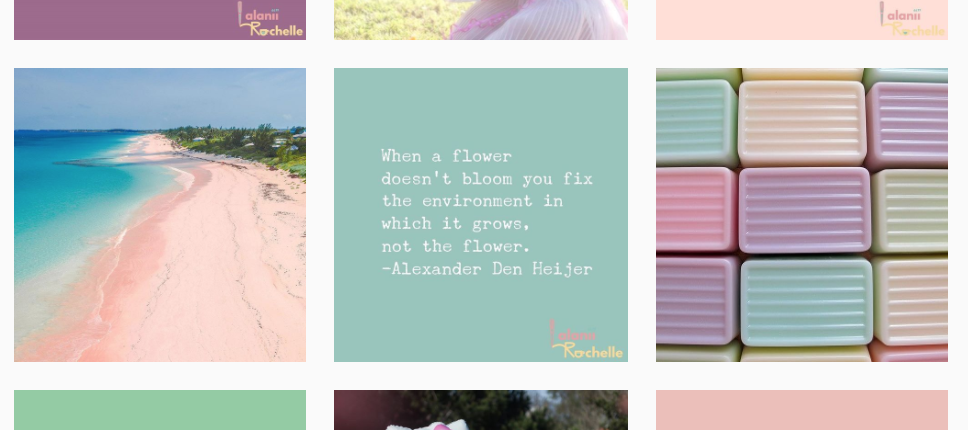 Lalanii
Rochelle
Lalanii
Rochelle
When a flower
doesn't bloom you fix
the environment in
which it grows,
not the flower.
-Alexander Den Heijer
Lalanii
Rochelle